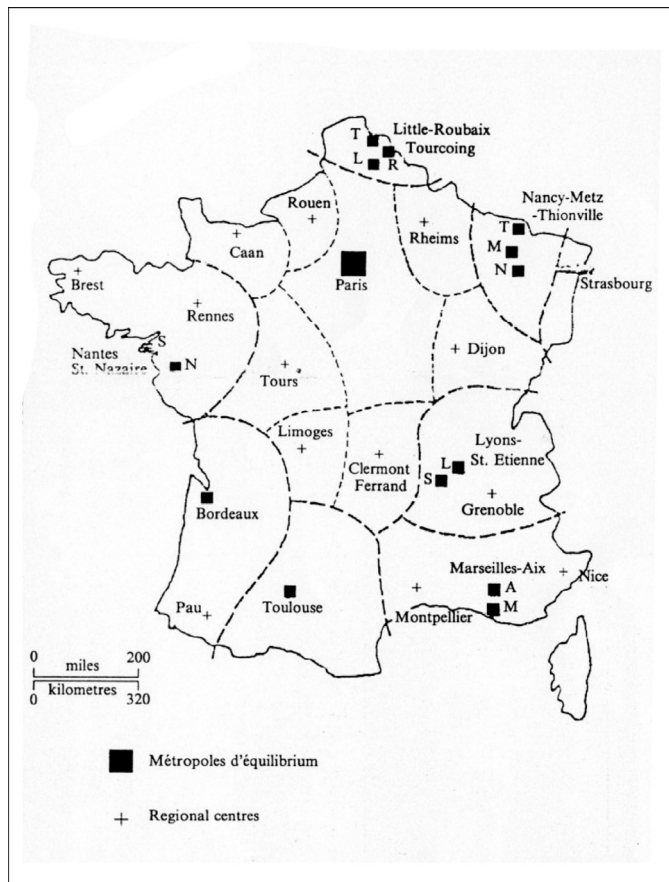 T
Little-Roubaix
Tourcoing
L
R
Rouen
Nancy-Metz
-Thionville
T
Caan
Rheims
M
N
Strasbourg
Brest
Paris
Rennes
S
Nantes
St. Nazaire
N
Dijon
Tours
Limoges
Lyons-
St. Etienne
L
S
Clermont
Ferrand
Grenoble
Bordeaux
Marseilles-Aix
A
Nice
M
Pau
Toulouse
Montpellier
0
miles
200
0
kilometres
320
Métropoles d'équilibrium
Regional centres